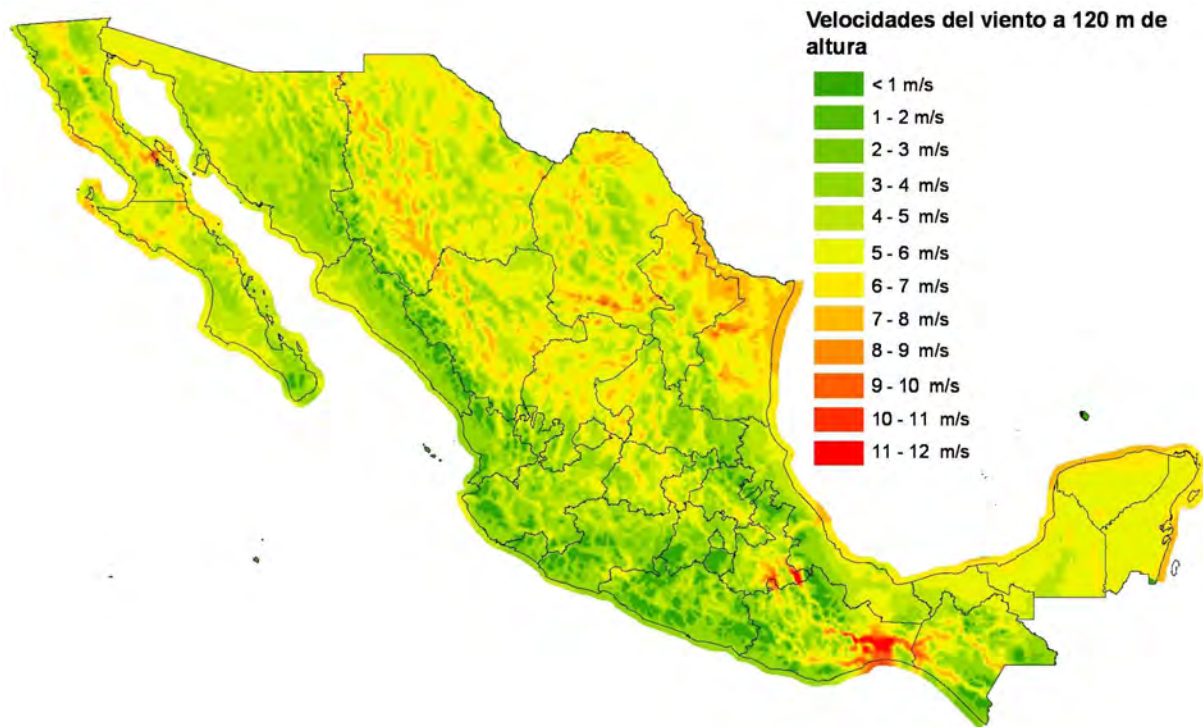 Velocidades del viento a 120 m de
altura
< 1 m/s
1 - 2 m/s
2 - 3 m/s
3 - 4 m/s
4 - 5 m/s
5 - 6 m/s
6 - 7 m/s
7 - 8 m/s
8 - 9 m/s
9 - 10 m/s
10 - 11 m/s
11 - 12 m/s